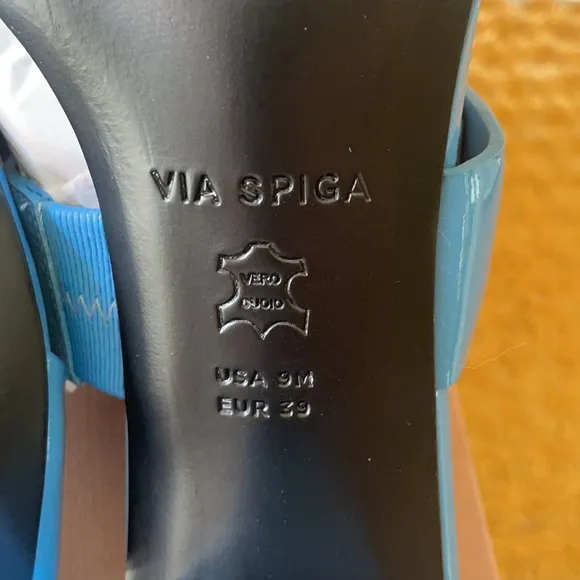 VIA SPIGA
VERO
CUOIO
USA 9M
EUR 39